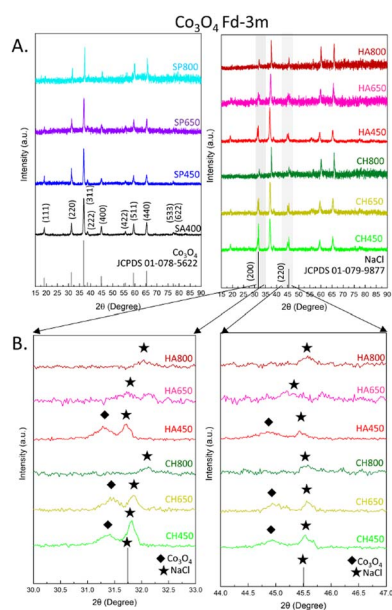 Co₃O₄ Fd-3m
A.
SP800
SP650
SP450
SA400
(111)
(220)
(311)
(222)
(400)
(422)
(511)
(440)
(533)
(622)
Co₃O₄
JCPDS 01-078-5622
Intensity (a.u.)
15 20 25 30 35 40 45 50 55 60 65 70 75 80 85 90
2θ (Degree)
HA800
HA650
HA450
CH800
CH650
CH450
NaCl
JCPDS 01-079-9877
(200)
(220)
Intensity (a.u.)
15 20 25 30 35 40 45 50 55 60 65 70 75 80 85 90
2θ (Degree)
B.
HA800
HA650
HA450
CH800
CH650
CH450
◆ Co₃O₄
★ NaCl
Intensity (a.u.)
30.0 30.5 31.0 31.5 32.0 32.5 33.0
2θ (Degree)
HA800
HA650
HA450
CH800
CH650
CH450
◆ Co₃O₄
★ NaCl
Intensity (a.u.)
44.0 44.5 45.0 45.5 46.0 46.5 47.0
2θ (Degree)